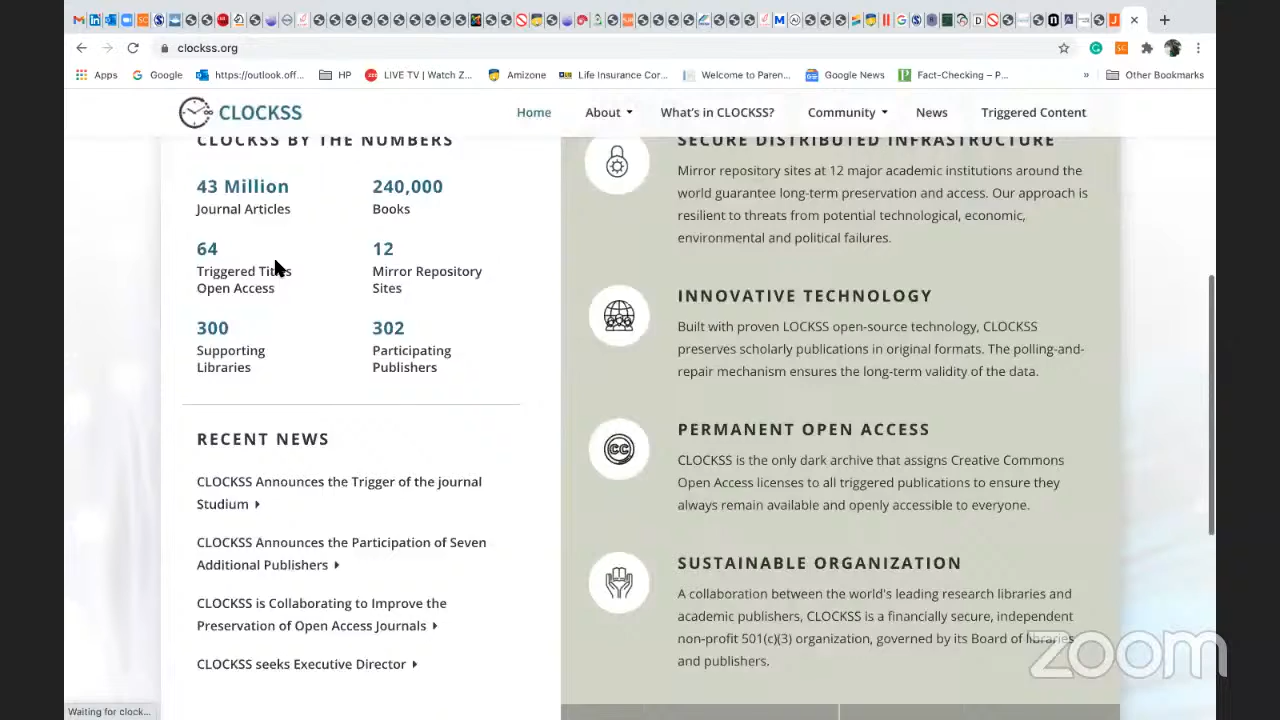 clockss.org
Apps
Google
https://outlook.off...
HP
LIVE TV | Watch Z...
Amizone
Life Insurance Cor...
Welcome to Paren...
Google News
Fact-Checking – P...
»
Other Bookmarks
CLOCKSS
Home
About
What's in CLOCKSS?
Community
News
Triggered Content
CLOCKSS BY THE NUMBERS
43 Million
Journal Articles
240,000
Books
64
Triggered Titles
Open Access
12
Mirror Repository
Sites
300
Supporting
Libraries
302
Participating
Publishers
RECENT NEWS
CLOCKSS Announces the Trigger of the journal
Studium
CLOCKSS Announces the Participation of Seven
Additional Publishers
CLOCKSS is Collaborating to Improve the
Preservation of Open Access Journals
CLOCKSS seeks Executive Director
SECURE DISTRIBUTED INFRASTRUCTURE
Mirror repository sites at 12 major academic institutions around the
world guarantee long-term preservation and access. Our approach is
resilient to threats from potential technological, economic,
environmental and political failures.
INNOVATIVE TECHNOLOGY
Built with proven LOCKSS open-source technology, CLOCKSS
preserves scholarly publications in original formats. The polling-and-
repair mechanism ensures the long-term validity of the data.
PERMANENT OPEN ACCESS
CLOCKSS is the only dark archive that assigns Creative Commons
Open Access licenses to all triggered publications to ensure they
always remain available and openly accessible to everyone.
SUSTAINABLE ORGANIZATION
A collaboration between the world's leading research libraries and
academic publishers, CLOCKSS is a financially secure, independent
non-profit 501(c)(3) organization, governed by its Board of libraries
and publishers.
zoom
Waiting for clock...